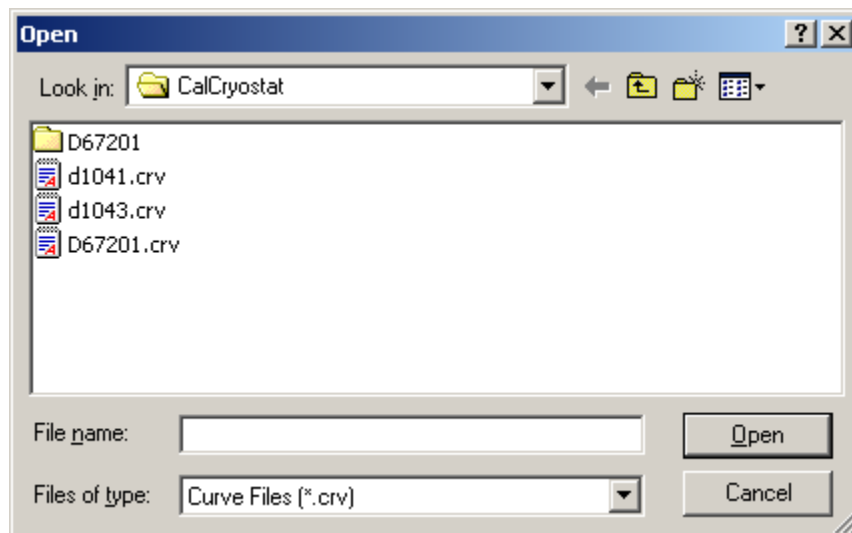 Open
Look in: CalCryostat
D67201
d1041.crv
d1043.crv
D67201.crv
File name: Open
Files of type: Curve Files (*.crv) Cancel